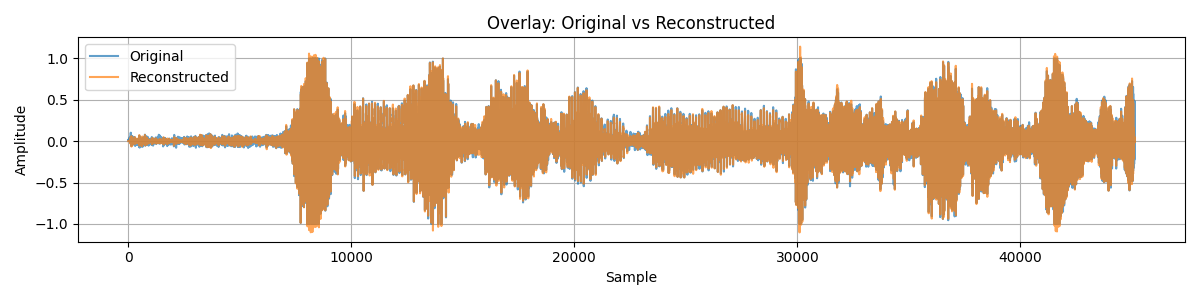 Overlay: Original vs Reconstructed
Original
Reconstructed
Amplitude
1.0
0.5
0.0
−0.5
−1.0
0 10000 20000 30000 40000
Sample